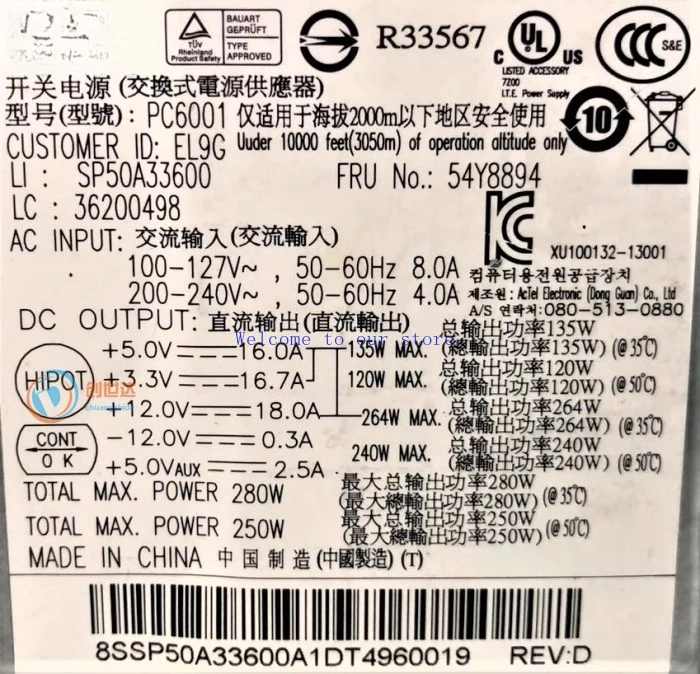 TÜV
Rheinland
Product Safety
BAUART
GEPRÜFT
TYPE
APPROVED
R33567
C UL US
LISTED ACCESSORY
7200
I.T.E. Power Supply
CCC S&E
开关电源 (交換式電源供應器)
型号(型號): PC6001 仅适用于海拔2000m以下地区安全使用
10
CUSTOMER ID: EL9G Uuder 10000 feet(3050m) of operation altitude only
LI : SP50A33600 FRU No.: 54Y8894
LC : 36200498
AC INPUT: 交流输入(交流輸入)
XU100132-13001
100-127V~ , 50-60Hz 8.0A
컴퓨터용전원공급장치
200-240V~ , 50-60Hz 4.0A
제조원: AcTel Electronic (Dong Guan) Co., Ltd
A/S 연락처:080-513-0880
DC OUTPUT: 直流输出(直流輸出)
Welcome to our store
HIPOT
创世达
CONT
O K
+5.0V 16.0A 135W MAX. 总输出功率135W
(總輸出功率135W) (@35℃)
+3.3V 16.7A 120W MAX. 总输出功率120W
(總輸出功率120W) (@50℃)
+12.0V 18.0A 264W MAX. 总输出功率264W
(總輸出功率264W) (@35℃)
-12.0V 0.3A 240W MAX. 总输出功率240W
(總輸出功率240W) (@50℃)
+5.0VAUX 2.5A
TOTAL MAX. POWER 280W 最大总输出功率280W
(最大總輸出功率280W) (@35℃)
TOTAL MAX. POWER 250W 最大总输出功率250W
(最大總輸出功率250W) (@50℃)
MADE IN CHINA 中国制造(中國製造) (T)
8SSP50A33600A1DT4960019 REV:D